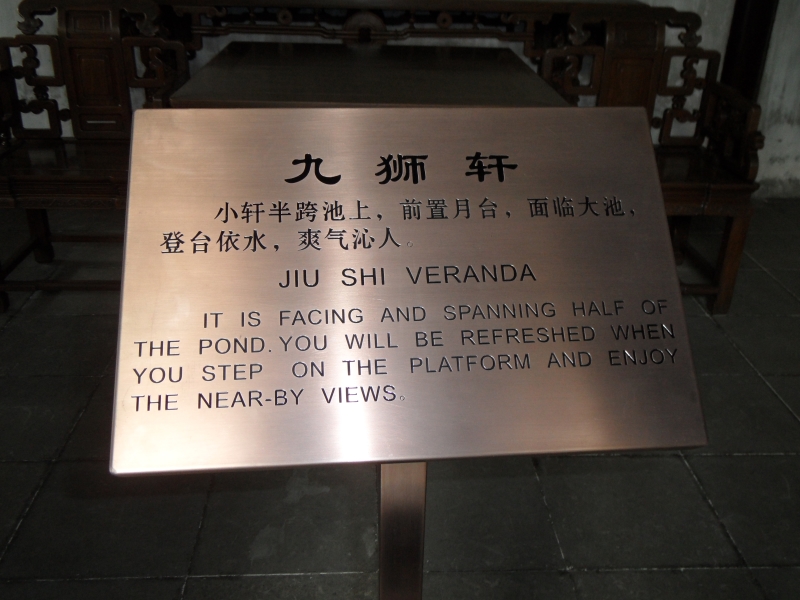 九狮轩
小轩半跨池上，前置月台，面临大池，
登台依水，爽气沁人。
JIU SHI VERANDA
IT IS FACING AND SPANNING HALF OF
THE POND. YOU WILL BE REFRESHED WHEN
YOU STEP ON THE PLATFORM AND ENJOY
THE NEAR-BY VIEWS。